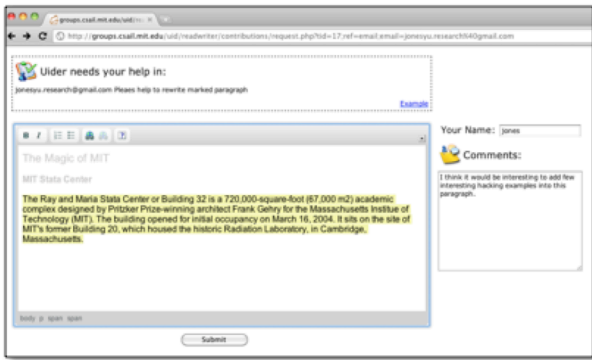 groups.csail.mit.edu/uid/re
http://groups.csail.mit.edu/uid/readwriter/contributions/request.php?tid=17;ref=email;email=jonesyu.research%40gmail.com
Uider needs your help in:
jonesyu.research@gmail.com Pleaes help to rewrite marked paragraph
Example
B I
The Magic of MIT
MIT Stata Center
The Ray and Maria Stata Center or Building 32 is a 720,000-square-foot (67,000 m2) academic
complex designed by Pritzker Prize-winning architect Frank Gehry for the Massachusetts Institue of
Technology (MIT). The building opened for initial occupancy on March 16, 2004. It sits on the site of
MIT's former Building 20, which housed the historic Radiation Laboratory, in Cambridge,
Massachusetts.
body p span span
Submit
Your Name: jones
Comments:
I think it would be interesting to add few
interesting hacking examples into this
paragraph.